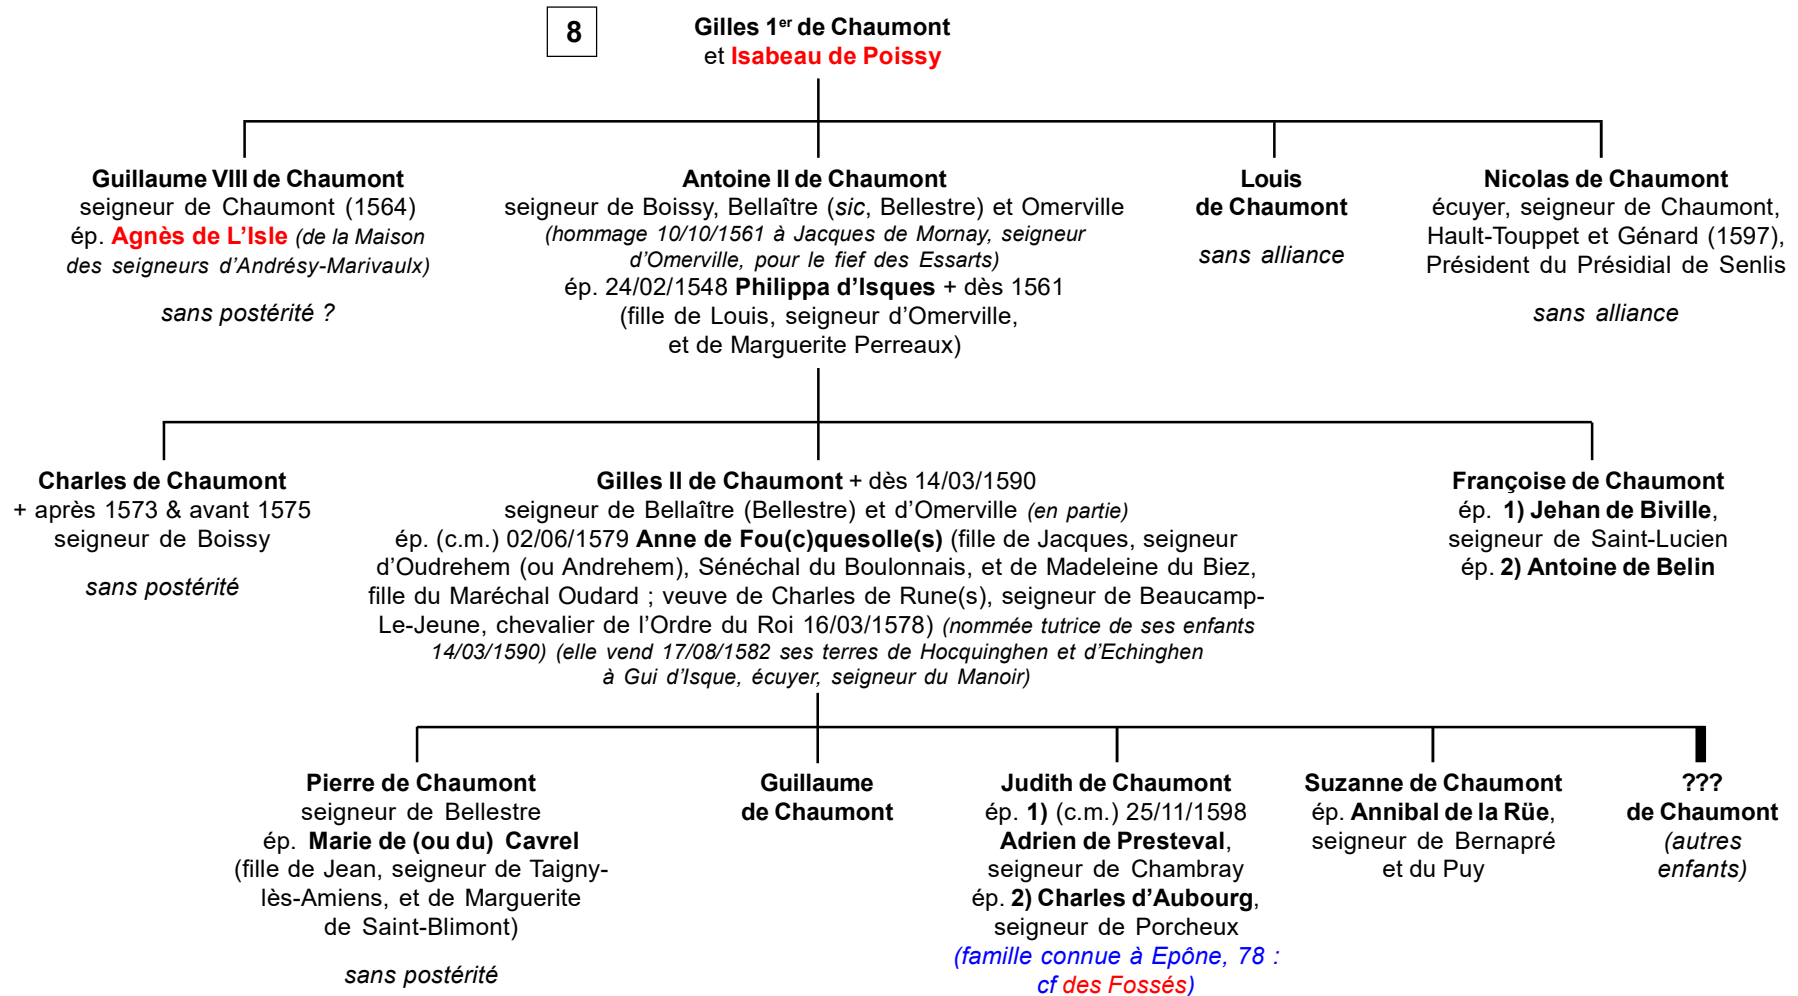 8
Gilles 1er de Chaumont
et Isabeau de Poissy
Guillaume VIII de Chaumont
seigneur de Chaumont (1564)
ép. Agnès de L'Isle (de la Maison
des seigneurs d'Andrésy-Marivaulx)
sans postérité ?
Antoine II de Chaumont
seigneur de Boissy, Bellaître (sic, Bellestre) et Omerville
(hommage 10/10/1561 à Jacques de Mornay, seigneur
d'Omerville, pour le fief des Essarts)
ép. 24/02/1548 Philippa d'Isques + dès 1561
(fille de Louis, seigneur d'Omerville,
et de Marguerite Perreaux)
Louis
de Chaumont
sans alliance
Nicolas de Chaumont
écuyer, seigneur de Chaumont,
Hault-Touppet et Génard (1597),
Président du Présidial de Senlis
sans alliance
Charles de Chaumont
+ après 1573 & avant 1575
seigneur de Boissy
sans postérité
Gilles II de Chaumont + dès 14/03/1590
seigneur de Bellaître (Bellestre) et d'Omerville (en partie)
ép. (c.m.) 02/06/1579 Anne de Fou(c)quesolle(s) (fille de Jacques, seigneur
d'Oudrehem (ou Andrehem), Sénéchal du Boulonnais, et de Madeleine du Biez,
fille du Maréchal Oudard ; veuve de Charles de Rune(s), seigneur de Beaucamp-
Le-Jeune, chevalier de l'Ordre du Roi 16/03/1578) (nommée tutrice de ses enfants
14/03/1590) (elle vend 17/08/1582 ses terres de Hocquinghen et d'Echinghen
à Gui d'Isque, écuyer, seigneur du Manoir)
Françoise de Chaumont
ép. 1) Jehan de Biville,
seigneur de Saint-Lucien
ép. 2) Antoine de Belin
Pierre de Chaumont
seigneur de Bellestre
ép. Marie de (ou du) Cavrel
(fille de Jean, seigneur de Taigny-
lès-Amiens, et de Marguerite
de Saint-Blimont)
sans postérité
Guillaume
de Chaumont
Judith de Chaumont
ép. 1) (c.m.) 25/11/1598
Adrien de Presteval,
seigneur de Chambray
ép. 2) Charles d'Aubourg,
seigneur de Porcheux
(famille connue à Epône, 78 :
cf des Fossés)
Suzanne de Chaumont
ép. Annibal de la Rüe,
seigneur de Bernapré
et du Puy
???
de Chaumont
(autres
enfants)